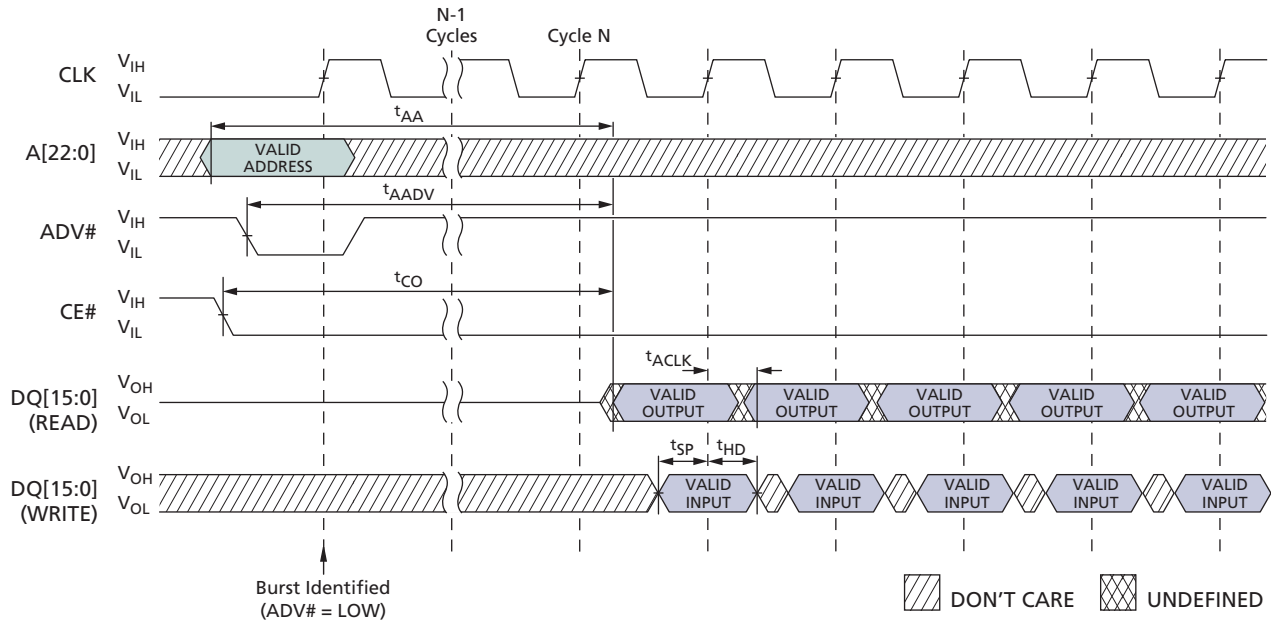 N-1
Cycles
Cycle N
CLK
VIH
VIL
tAA
A[22:0]
VIH
VIL
VALID
ADDRESS
tAADV
ADV#
VIH
VIL
tCO
CE#
VIH
VIL
tACLK
DQ[15:0]
(READ)
VOH
VOL
VALID
OUTPUT
VALID
OUTPUT
VALID
OUTPUT
VALID
OUTPUT
VALID
OUTPUT
tSP
tHD
DQ[15:0]
(WRITE)
VOH
VOL
VALID
INPUT
VALID
INPUT
VALID
INPUT
VALID
INPUT
VALID
INPUT
Burst Identified
(ADV# = LOW)
DON'T CARE
UNDEFINED